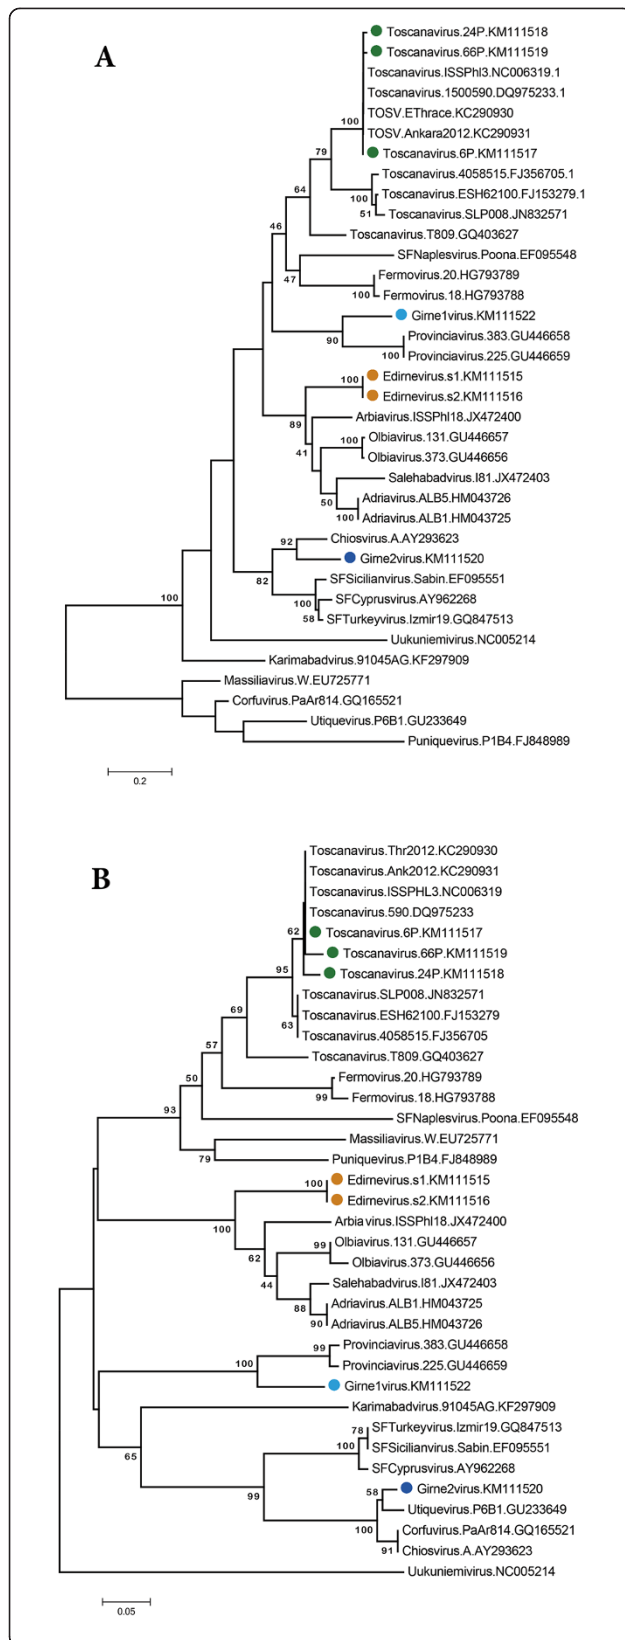 A
Toscanavirus.24P.KM111518
Toscanavirus.66P.KM111519
Toscanavirus.ISSPhl3.NC006319.1
Toscanavirus.1500590.DQ975233.1
TOSV.EThrace.KC290930
100
TOSV.Ankara2012.KC290931
79
Toscanavirus.6P.KM111517
Toscanavirus.4058515.FJ356705.1
64
100
Toscanavirus.ESH62100.FJ153279.1
51
Toscanavirus.SLP008.JN832571
46
Toscanavirus.T809.GQ403627
SFNaplesvirus.Poona.EF095548
47
Fermovirus.20.HG793789
100
Fermovirus.18.HG793788
Girne1virus.KM111522
90
Provinciavirus.383.GU446658
100
Provinciavirus.225.GU446659
100
Edirnevirus.s1.KM111515
Edirnevirus.s2.KM111516
89
Arbiavirus.ISSPhl18.JX472400
41
100
Olbiavirus.131.GU446657
Olbiavirus.373.GU446656
Salehabadvirus.I81.JX472403
50
Adriavirus.ALB5.HM043726
100
Adriavirus.ALB1.HM043725
92
Chiosvirus.A.AY293623
Girne2virus.KM111520
82
SFSicilianvirus.Sabin.EF095551
100
SFCyprusvirus.AY962268
100
58
SFTurkeyvirus.Izmir19.GQ847513
Uukuniemivirus.NC005214
Karimabadvirus.91045AG.KF297909
Massiliavirus.W.EU725771
Corfuvirus.PaAr814.GQ165521
Utiquevirus.P6B1.GU233649
Puniquevirus.P1B4.FJ848989
0.2
B
Toscanavirus.Thr2012.KC290930
Toscanavirus.Ank2012.KC290931
Toscanavirus.ISSPHL3.NC006319
Toscanavirus.590.DQ975233
62
Toscanavirus.6P.KM111517
Toscanavirus.66P.KM111519
95
Toscanavirus.24P.KM111518
Toscanavirus.SLP008.JN832571
69
Toscanavirus.ESH62100.FJ153279
63
Toscanavirus.4058515.FJ356705
57
Toscanavirus.T809.GQ403627
50
Fermovirus.20.HG793789
99
Fermovirus.18.HG793788
93
SFNaplesvirus.Poona.EF095548
Massiliavirus.W.EU725771
79
Puniquevirus.P1B4.FJ848989
100
Edirnevirus.s1.KM111515
Edirnevirus.s2.KM111516
100
Arbiavirus.ISSPhl18.JX472400
62
99
Olbiavirus.131.GU446657
Olbiavirus.373.GU446656
44
Salehabadvirus.I81.JX472403
88
Adriavirus.ALB1.HM043725
90
Adriavirus.ALB5.HM043726
99
Provinciavirus.383.GU446658
100
Provinciavirus.225.GU446659
Girne1virus.KM111522
Karimabadvirus.91045AG.KF297909
78
SFTurkeyvirus.Izmir19.GQ847513
100
SFSicilianvirus.Sabin.EF095551
65
SFCyprusvirus.AY962268
99
58
Girne2virus.KM111520
Utiquevirus.P6B1.GU233649
100
Corfuvirus.PaAr814.GQ165521
91
Chiosvirus.A.AY293623
Uukuniemivirus.NC005214
0.05